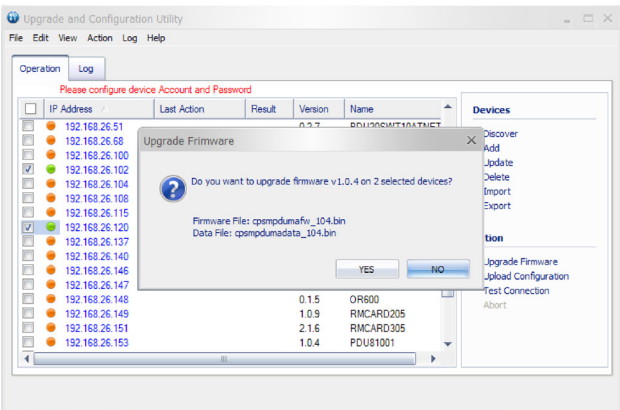 Upgrade and Configuration Utility
File Edit View Action Log Help
Operation Log
Please configure device Account and Password
IP Address Last Action Result Version Name
192.168.26.51 0.2.7 PDU20SWT10ATNET
192.168.26.68
192.168.26.100
192.168.26.102
192.168.26.104
192.168.26.108
192.168.26.115
192.168.26.120
192.168.26.137
192.168.26.140
192.168.26.146
192.168.26.147
192.168.26.148 0.1.5 OR600
192.168.26.149 1.0.9 RMCARD205
192.168.26.151 2.1.6 RMCARD305
192.168.26.153 1.0.4 PDU81001
Upgrade Frimware
Do you want to upgrade firmware v1.0.4 on 2 selected devices?
Firmware File: cpsmpdumafw_104.bin
Data File: cpsmpdumadata_104.bin
YES NO
Devices
Discover
Add
Update
Delete
Import
Export
tion
Upgrade Firmware
Upload Configuration
Test Connection
Abort